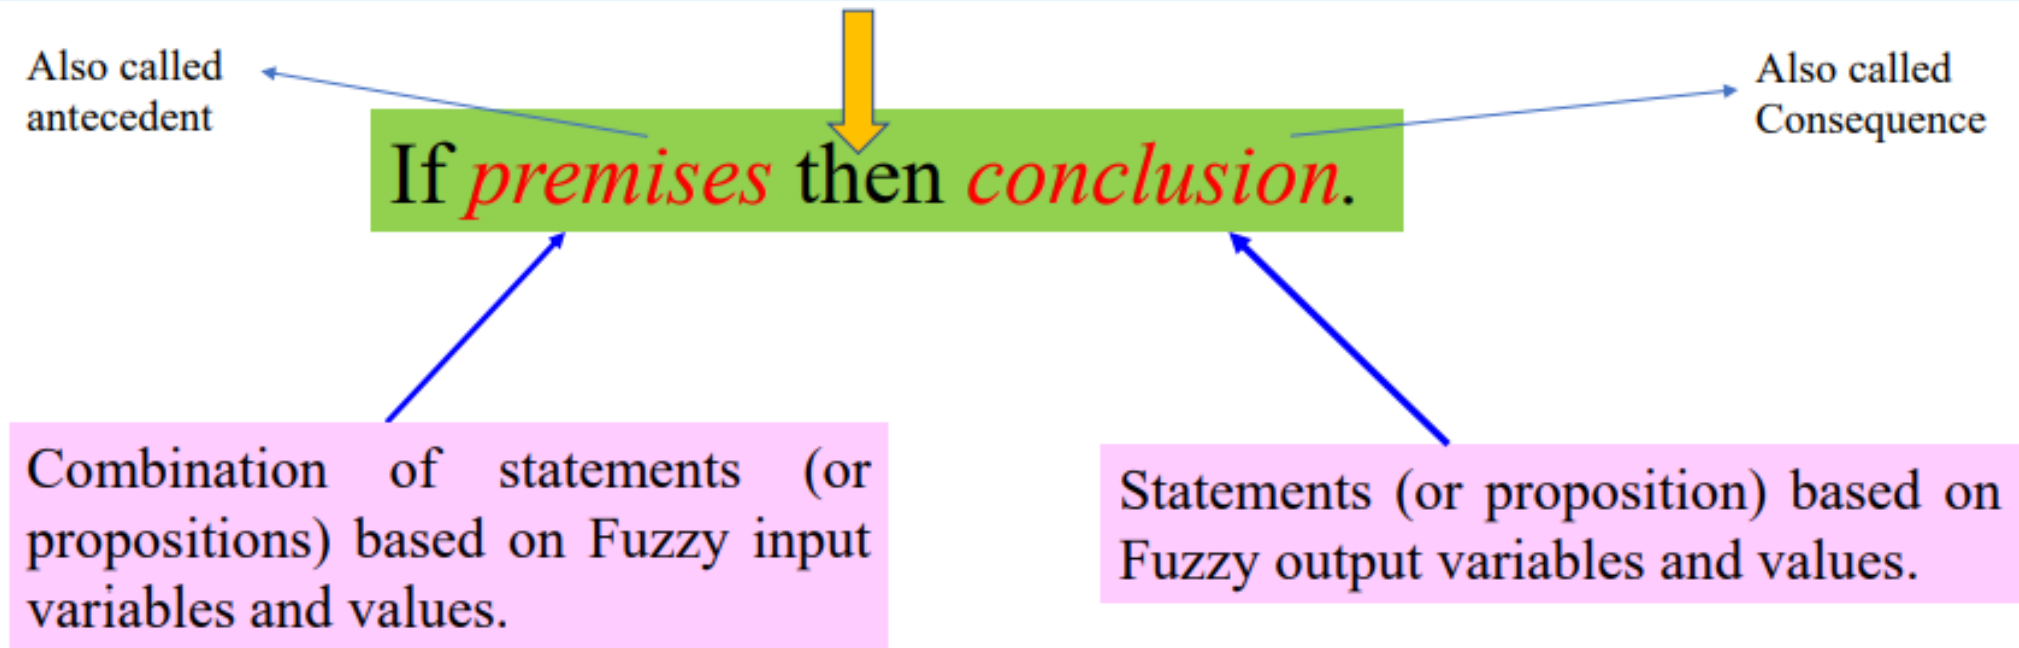 Also called
antecedent
Also called
Consequence
If premises then conclusion.
Combination of statements (or
propositions) based on Fuzzy input
variables and values.
Statements (or proposition) based on
Fuzzy output variables and values.